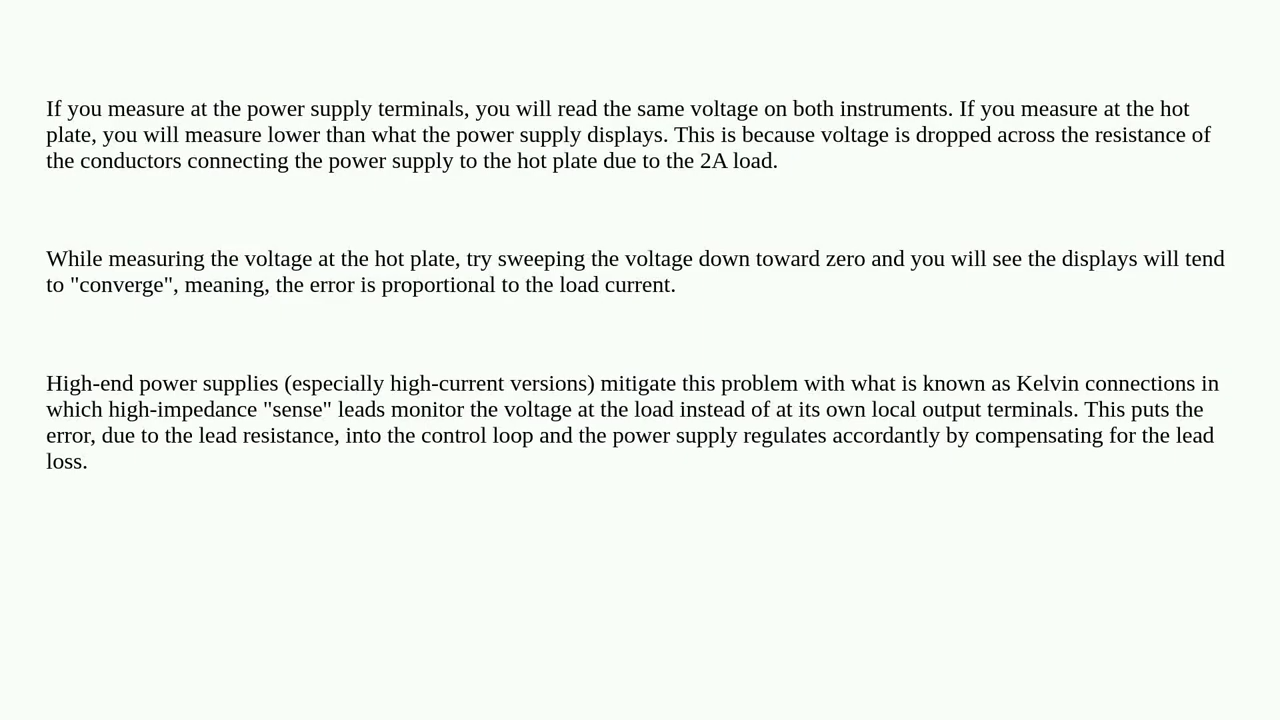 If you measure at the power supply terminals, you will read the same voltage on both instruments. If you measure at the hot
plate, you will measure lower than what the power supply displays. This is because voltage is dropped across the resistance of
the conductors connecting the power supply to the hot plate due to the 2A load.
While measuring the voltage at the hot plate, try sweeping the voltage down toward zero and you will see the displays will tend
to "converge", meaning, the error is proportional to the load current.
High-end power supplies (especially high-current versions) mitigate this problem with what is known as Kelvin connections in
which high-impedance "sense" leads monitor the voltage at the load instead of at its own local output terminals. This puts the
error, due to the lead resistance, into the control loop and the power supply regulates accordantly by compensating for the lead
loss.